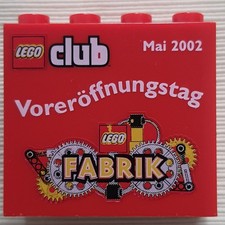 LEGO club Mai 2002
Voreröffnungstag
LEGO
FABRIK